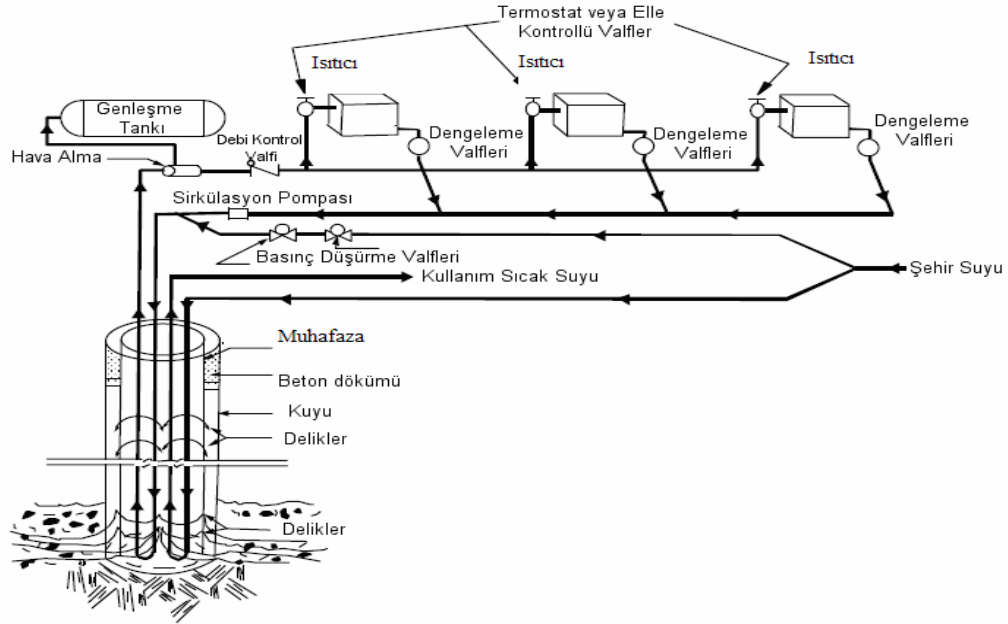 Termostat veya Elle
Kontrollü Valfler
Isıtıcı
Isıtıcı
Isıtıcı
Genleşme
Tankı
Hava Alma
Debi Kontrol
Valfi
Dengeleme
Valfleri
Dengeleme
Valfleri
Dengeleme
Valfleri
Sirkülasyon Pompası
Basınç Düşürme Valfleri
Kullanım Sıcak Suyu
Şehir Suyu
Muhafaza
Beton dökümü
Kuyu
Delikler
Delikler